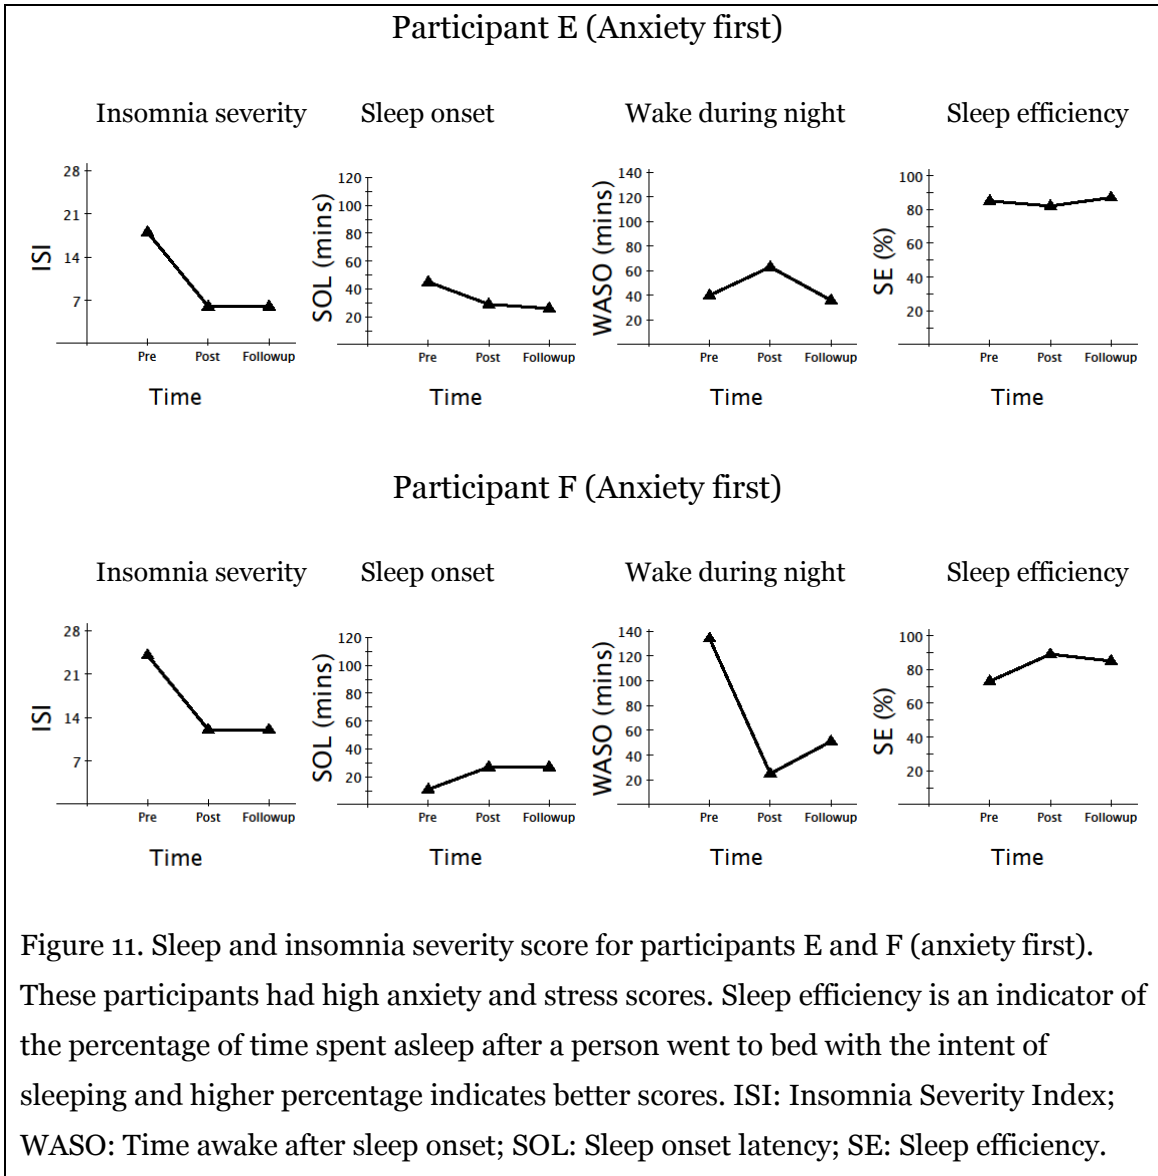 Participant E (Anxiety first)
Insomnia severity Sleep onset Wake during night Sleep efficiency
28
21
14
7
ISI
Pre Post Followup
Time
120
100
80
60
40
20
SOL (mins)
Pre Post Followup
Time
140
120
100
80
60
40
20
WASO (mins)
Pre Post Followup
Time
100
80
60
40
20
SE (%)
Pre Post Followup
Time
Participant F (Anxiety first)
Insomnia severity Sleep onset Wake during night Sleep efficiency
28
21
14
7
ISI
Pre Post Followup
Time
120
100
80
60
40
20
SOL (mins)
Pre Post Followup
Time
140
120
100
80
60
40
20
WASO (mins)
Pre Post Followup
Time
100
80
60
40
20
SE (%)
Pre Post Followup
Time
Figure 11. Sleep and insomnia severity score for participants E and F (anxiety first).
These participants had high anxiety and stress scores. Sleep efficiency is an indicator of
the percentage of time spent asleep after a person went to bed with the intent of
sleeping and higher percentage indicates better scores. ISI: Insomnia Severity Index;
WASO: Time awake after sleep onset; SOL: Sleep onset latency; SE: Sleep efficiency.